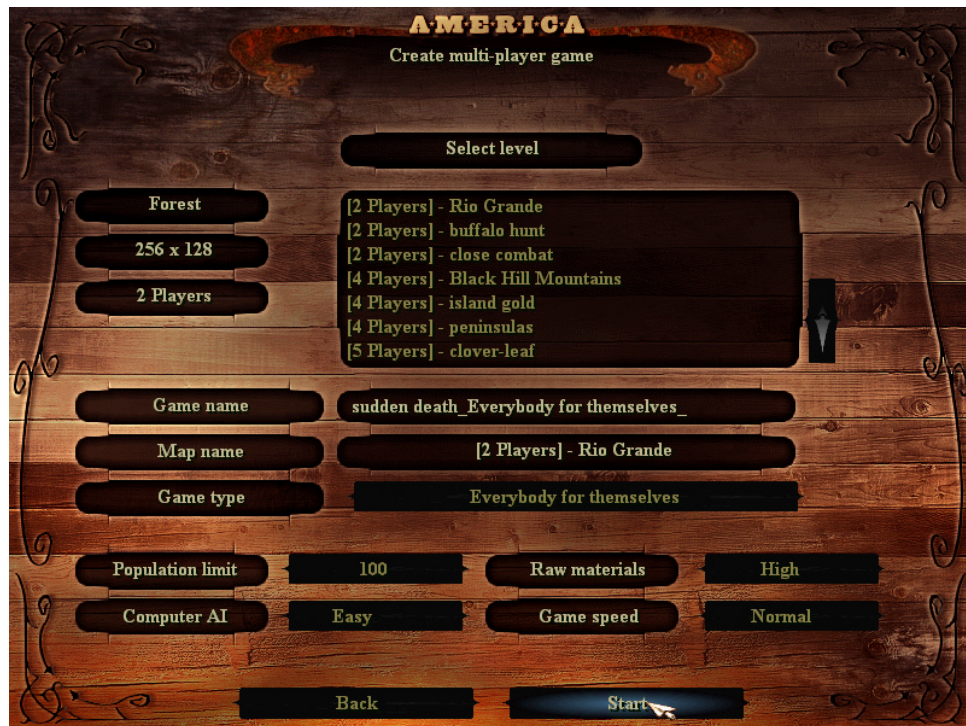 AMERICA
Create multi-player game
Select level
Forest
256 x 128
2 Players
[2 Players] - Rio Grande
[2 Players] - buffalo hunt
[2 Players] - close combat
[4 Players] - Black Hill Mountains
[4 Players] - island gold
[4 Players] - peninsulas
[5 Players] - clover-leaf
Game name sudden death_Everybody for themselves_
Map name [2 Players] - Rio Grande
Game type Everybody for themselves
Population limit 100 Raw materials High
Computer AI Easy Game speed Normal
Back Start